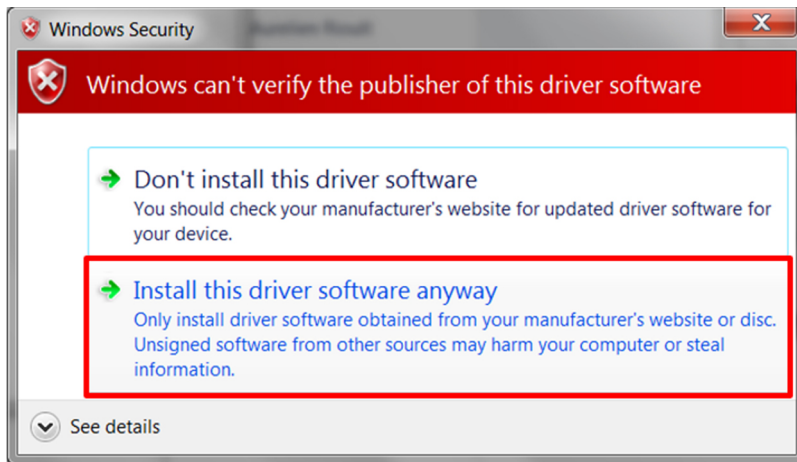 Windows Security
Windows can't verify the publisher of this driver software
Don't install this driver software
You should check your manufacturer's website for updated driver software for
your device.
Install this driver software anyway
Only install driver software obtained from your manufacturer's website or disc.
Unsigned software from other sources may harm your computer or steal
information.
See details